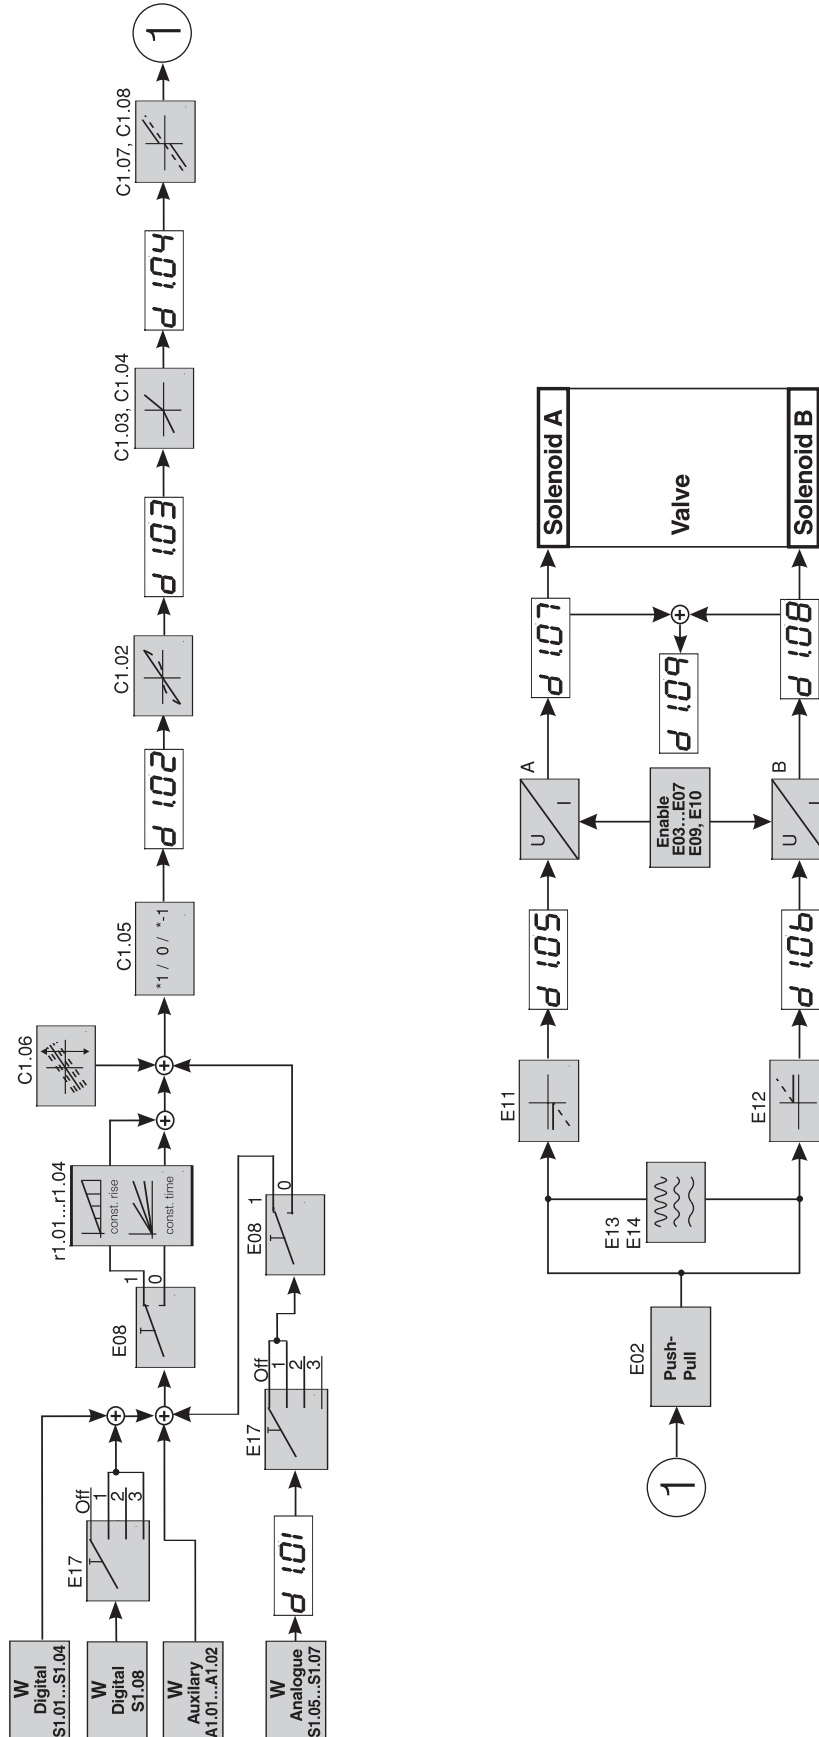 W
Digital
S1.01...S1.04
W
Digital
S1.08
W
Auxilary
A1.01...A1.02
W
Analogue
S1.05...S1.07
E17
Off
1
2
3
P 1.01
E17
Off
1
2
3
E08
1
0
E08
1
0
r1.01...r1.04
const. rise
const. time
C1.06
C1.05
*1 / 0 / *-1
P 1.02
C1.02
P 1.03
C1.03, C1.04
P 1.04
C1.07, C1.08
1
1
E02
Push-
Pull
E13
E14
E11
E12
P 1.05
P 1.06
U
I
A
Enable
E03...E07
E09, E10
U
I
B
P 1.07
P 1.09
P 1.08
Solenoid A
Valve
Solenoid B